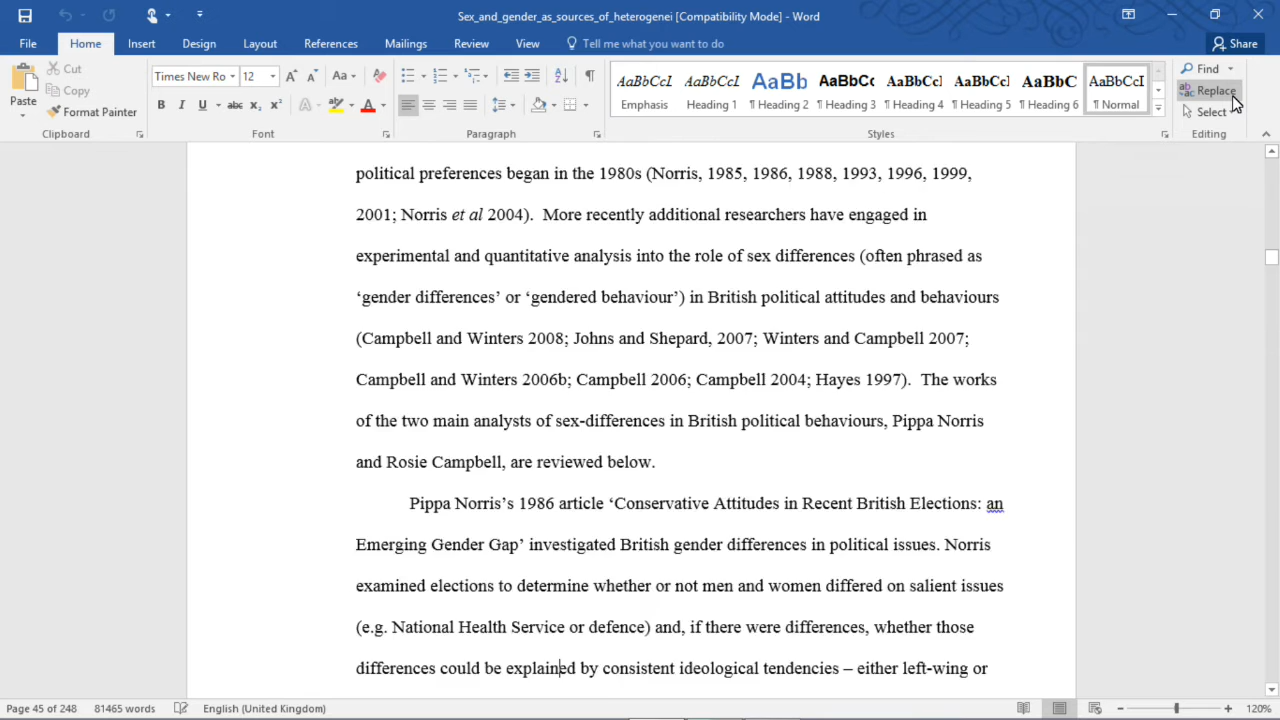 Sex_and_gender_as_sources_of_heterogenei [Compatibility Mode] - Word
File Home Insert Design Layout References Mailings Review View Tell me what you want to do Share
Paste
Cut
Copy
Format Painter
Clipboard
Times New Ro 12 Aa
B I U abc x₂ x² A A
Font
Paragraph
AaBbCcI AaBbCcL AaBb AaBbCc AaBbCcI AaBbCcI AaBbC AaBbCcI
Emphasis Heading 1 ¶ Heading 2 ¶ Heading 3 ¶ Heading 4 ¶ Heading 5 ¶ Heading 6 ¶ Normal
Styles
Find
Replace
Select
Editing
political preferences began in the 1980s (Norris, 1985, 1986, 1988, 1993, 1996, 1999,
2001; Norris et al 2004).  More recently additional researchers have engaged in
experimental and quantitative analysis into the role of sex differences (often phrased as
‘gender differences’ or ‘gendered behaviour’) in British political attitudes and behaviours
(Campbell and Winters 2008; Johns and Shepard, 2007; Winters and Campbell 2007;
Campbell and Winters 2006b; Campbell 2006; Campbell 2004; Hayes 1997).  The works
of the two main analysts of sex-differences in British political behaviours, Pippa Norris
and Rosie Campbell, are reviewed below.
Pippa Norris’s 1986 article ‘Conservative Attitudes in Recent British Elections: an
Emerging Gender Gap’ investigated British gender differences in political issues. Norris
examined elections to determine whether or not men and women differed on salient issues
(e.g. National Health Service or defence) and, if there were differences, whether those
differences could be explained by consistent ideological tendencies – either left-wing or
Page 45 of 248 81465 words English (United Kingdom) 120%